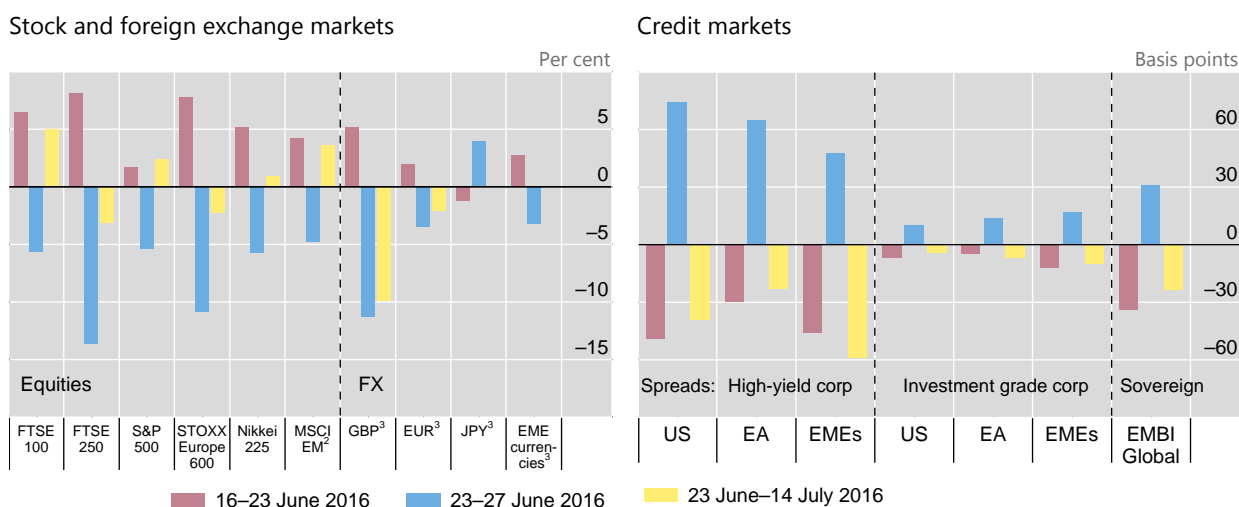 Stock and foreign exchange markets
Per cent
5
0
–5
–10
–15
Equities
FX
FTSE
100
FTSE
250
S&P
500
STOXX
Europe
600
Nikkei
225
MSCI
EM2
GBP3
EUR3
JPY3
EME
curren-
cies3
Credit markets
Basis points
60
30
0
–30
–60
Spreads:
High-yield corp
Investment grade corp
Sovereign
US
EA
EMEs
US
EA
EMEs
EMBI
Global
16–23 June 2016
23–27 June 2016
23 June–14 July 2016